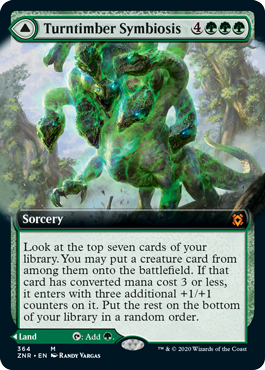 Turntimber Symbiosis 4
Sorcery
Look at the top seven cards of your
library. You may put a creature card from
among them onto the battlefield. If that
card has converted mana cost 3 or less,
it enters with three additional +1/+1
counters on it. Put the rest on the bottom
of your library in a random order.
Land : Add .
364 M
ZNR • EN RANDY VARGAS
™ & © 2020 Wizards of the Coast